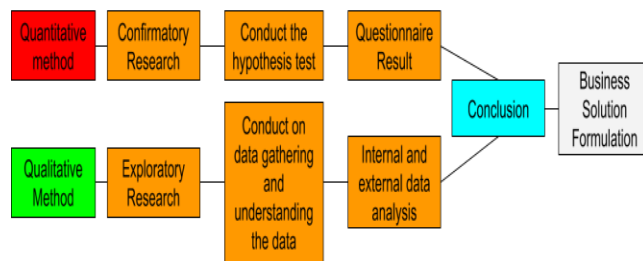 Quantitative
method
Confirmatory
Research
Conduct the
hypothesis test
Questionnaire
Result
Conclusion
Business
Solution
Formulation
Qualitative
Method
Exploratory
Research
Conduct on
data gathering
and
understanding
the data
Internal and
external data
analysis